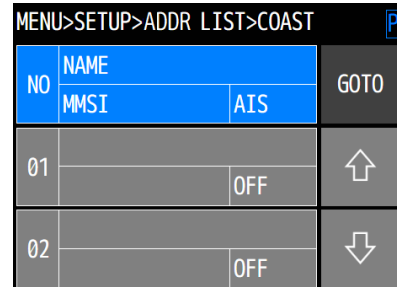 MENU>SETUP>ADDR LIST>COAST P
NO NAME GOTO
MMSI AIS
01
OFF
02
OFF